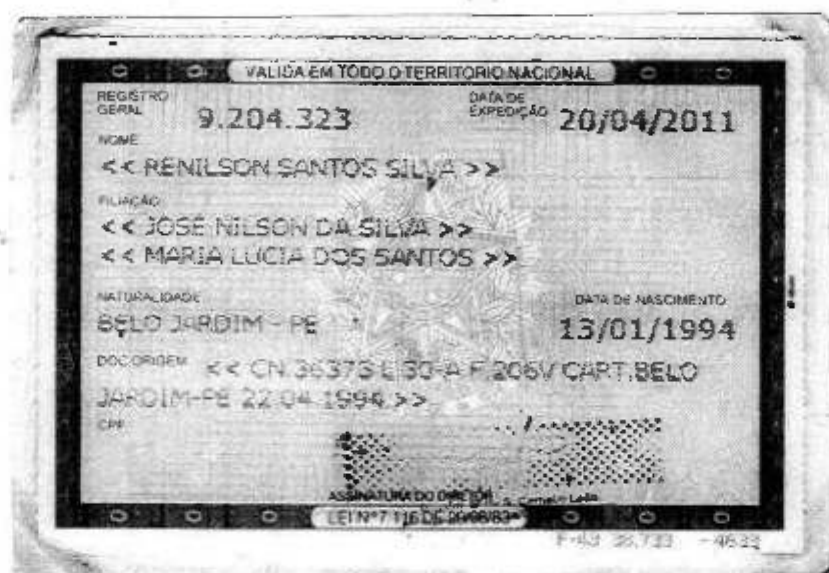 VALIDA EM TODO O TERRITORIO NACIONAL
REGISTRO GERAL 9.204.323 DATA DE EXPEDIÇÃO 20/04/2011
NOME
<< RENILSON SANTOS SILVA >>
FILIAÇÃO
<< JOSE NILSON DA SILVA >>
<< MARIA LUCIA DOS SANTOS >>
NATURALIDADE DATA DE NASCIMENTO
BELO JARDIM - PE 13/01/1994
DOC ORIGEM << CN 36373 L 30-A F 206V CART.BELO
JARDIM-PE 22 04 1994 >>
CPF
ASSINATURA DO DIRETOR
LEI Nº 7.116 DE 29/08/83